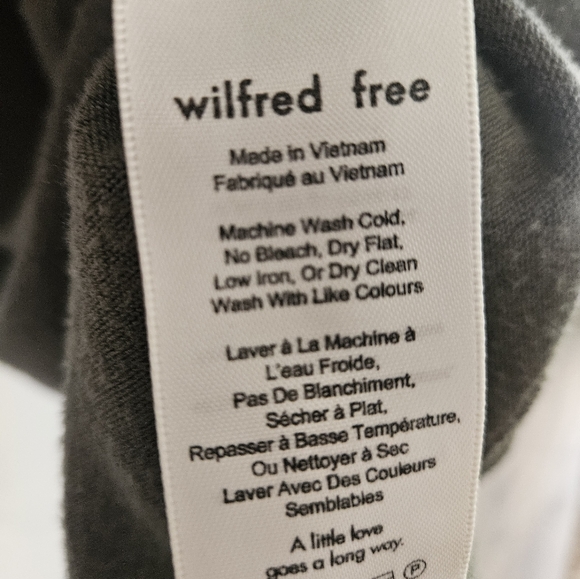 wilfred free
Made in Vietnam
Fabriqué au Vietnam
Machine Wash Cold,
No Bleach, Dry Flat,
Low Iron, Or Dry Clean
Wash With Like Colours
Laver à La Machine à
L'eau Froide,
Pas De Blanchiment,
Sécher à Plat,
Repasser à Basse Température,
Ou Nettoyer à Sec
Laver Avec Des Couleurs
Semblables
A little love
goes a long way.
P